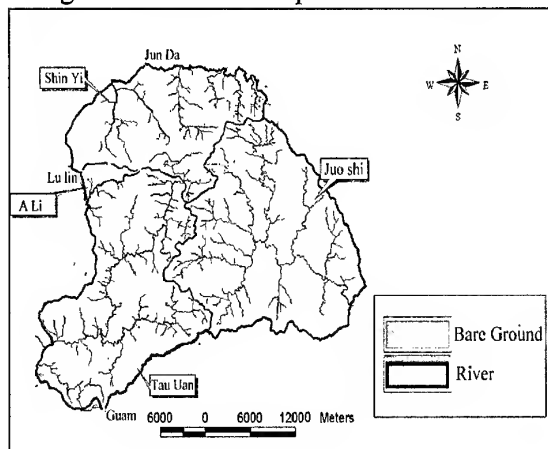 Jun Da
N
Shin Yi
W E
S
Lu lin
Juo shi
A Li
Bare Ground
River
Tau Uan
Guam
6000 0 6000 12000 Meters